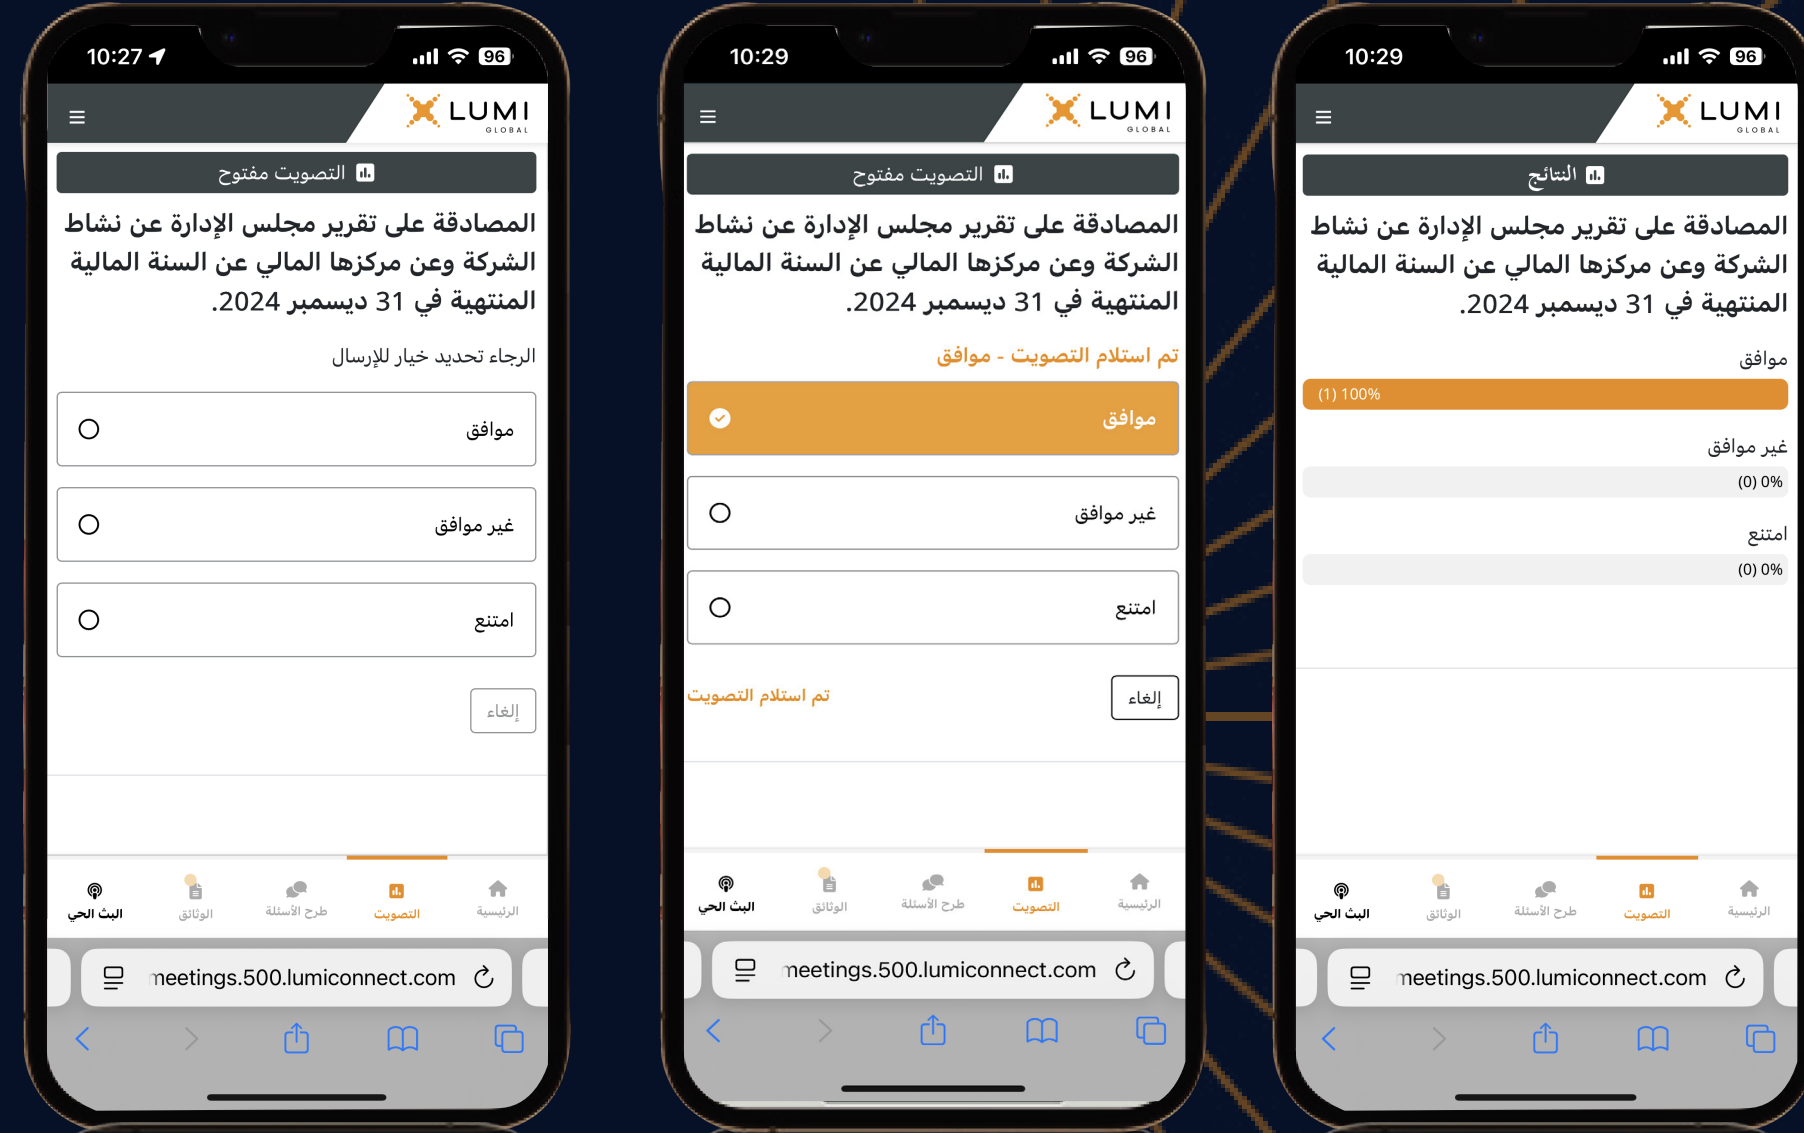 10:27
96
LUMI
GLOBAL
التصويت مفتوح
المصادقة على تقرير مجلس الإدارة عن نشاط
الشركة وعن مركزها المالي عن السنة المالية
المنتهية في 31 ديسمبر 2024.
الرجاء تحديد خيار للإرسال
موافق
غير موافق
امتنع
إلغاء
الرئيسية
التصويت
طرح الأسئلة
الوثائق
البث الحي
meetings.500.lumiconnect.com
10:29
96
LUMI
GLOBAL
التصويت مفتوح
المصادقة على تقرير مجلس الإدارة عن نشاط
الشركة وعن مركزها المالي عن السنة المالية
المنتهية في 31 ديسمبر 2024.
تم استلام التصويت - موافق
موافق
غير موافق
امتنع
إلغاء
تم استلام التصويت
الرئيسية
التصويت
طرح الأسئلة
الوثائق
البث الحي
meetings.500.lumiconnect.com
10:29
96
LUMI
GLOBAL
النتائج
المصادقة على تقرير مجلس الإدارة عن نشاط
الشركة وعن مركزها المالي عن السنة المالية
المنتهية في 31 ديسمبر 2024.
موافق
(1) 100%
غير موافق
(0) 0%
امتنع
(0) 0%
الرئيسية
التصويت
طرح الأسئلة
الوثائق
البث الحي
meetings.500.lumiconnect.com